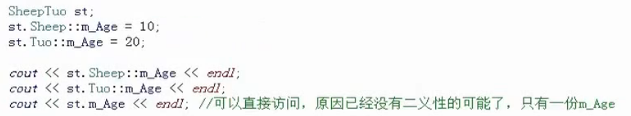 SheepTuo st;
st.Sheep::m_Age = 10;
st.Tuo::m_Age = 20;
cout << st.Sheep::m_Age << endl;
cout << st.Tuo::m_Age << endl;
cout << st.m_Age << endl; //可以直接访问，原因已经没有二义性的可能了，只有一份m_Age